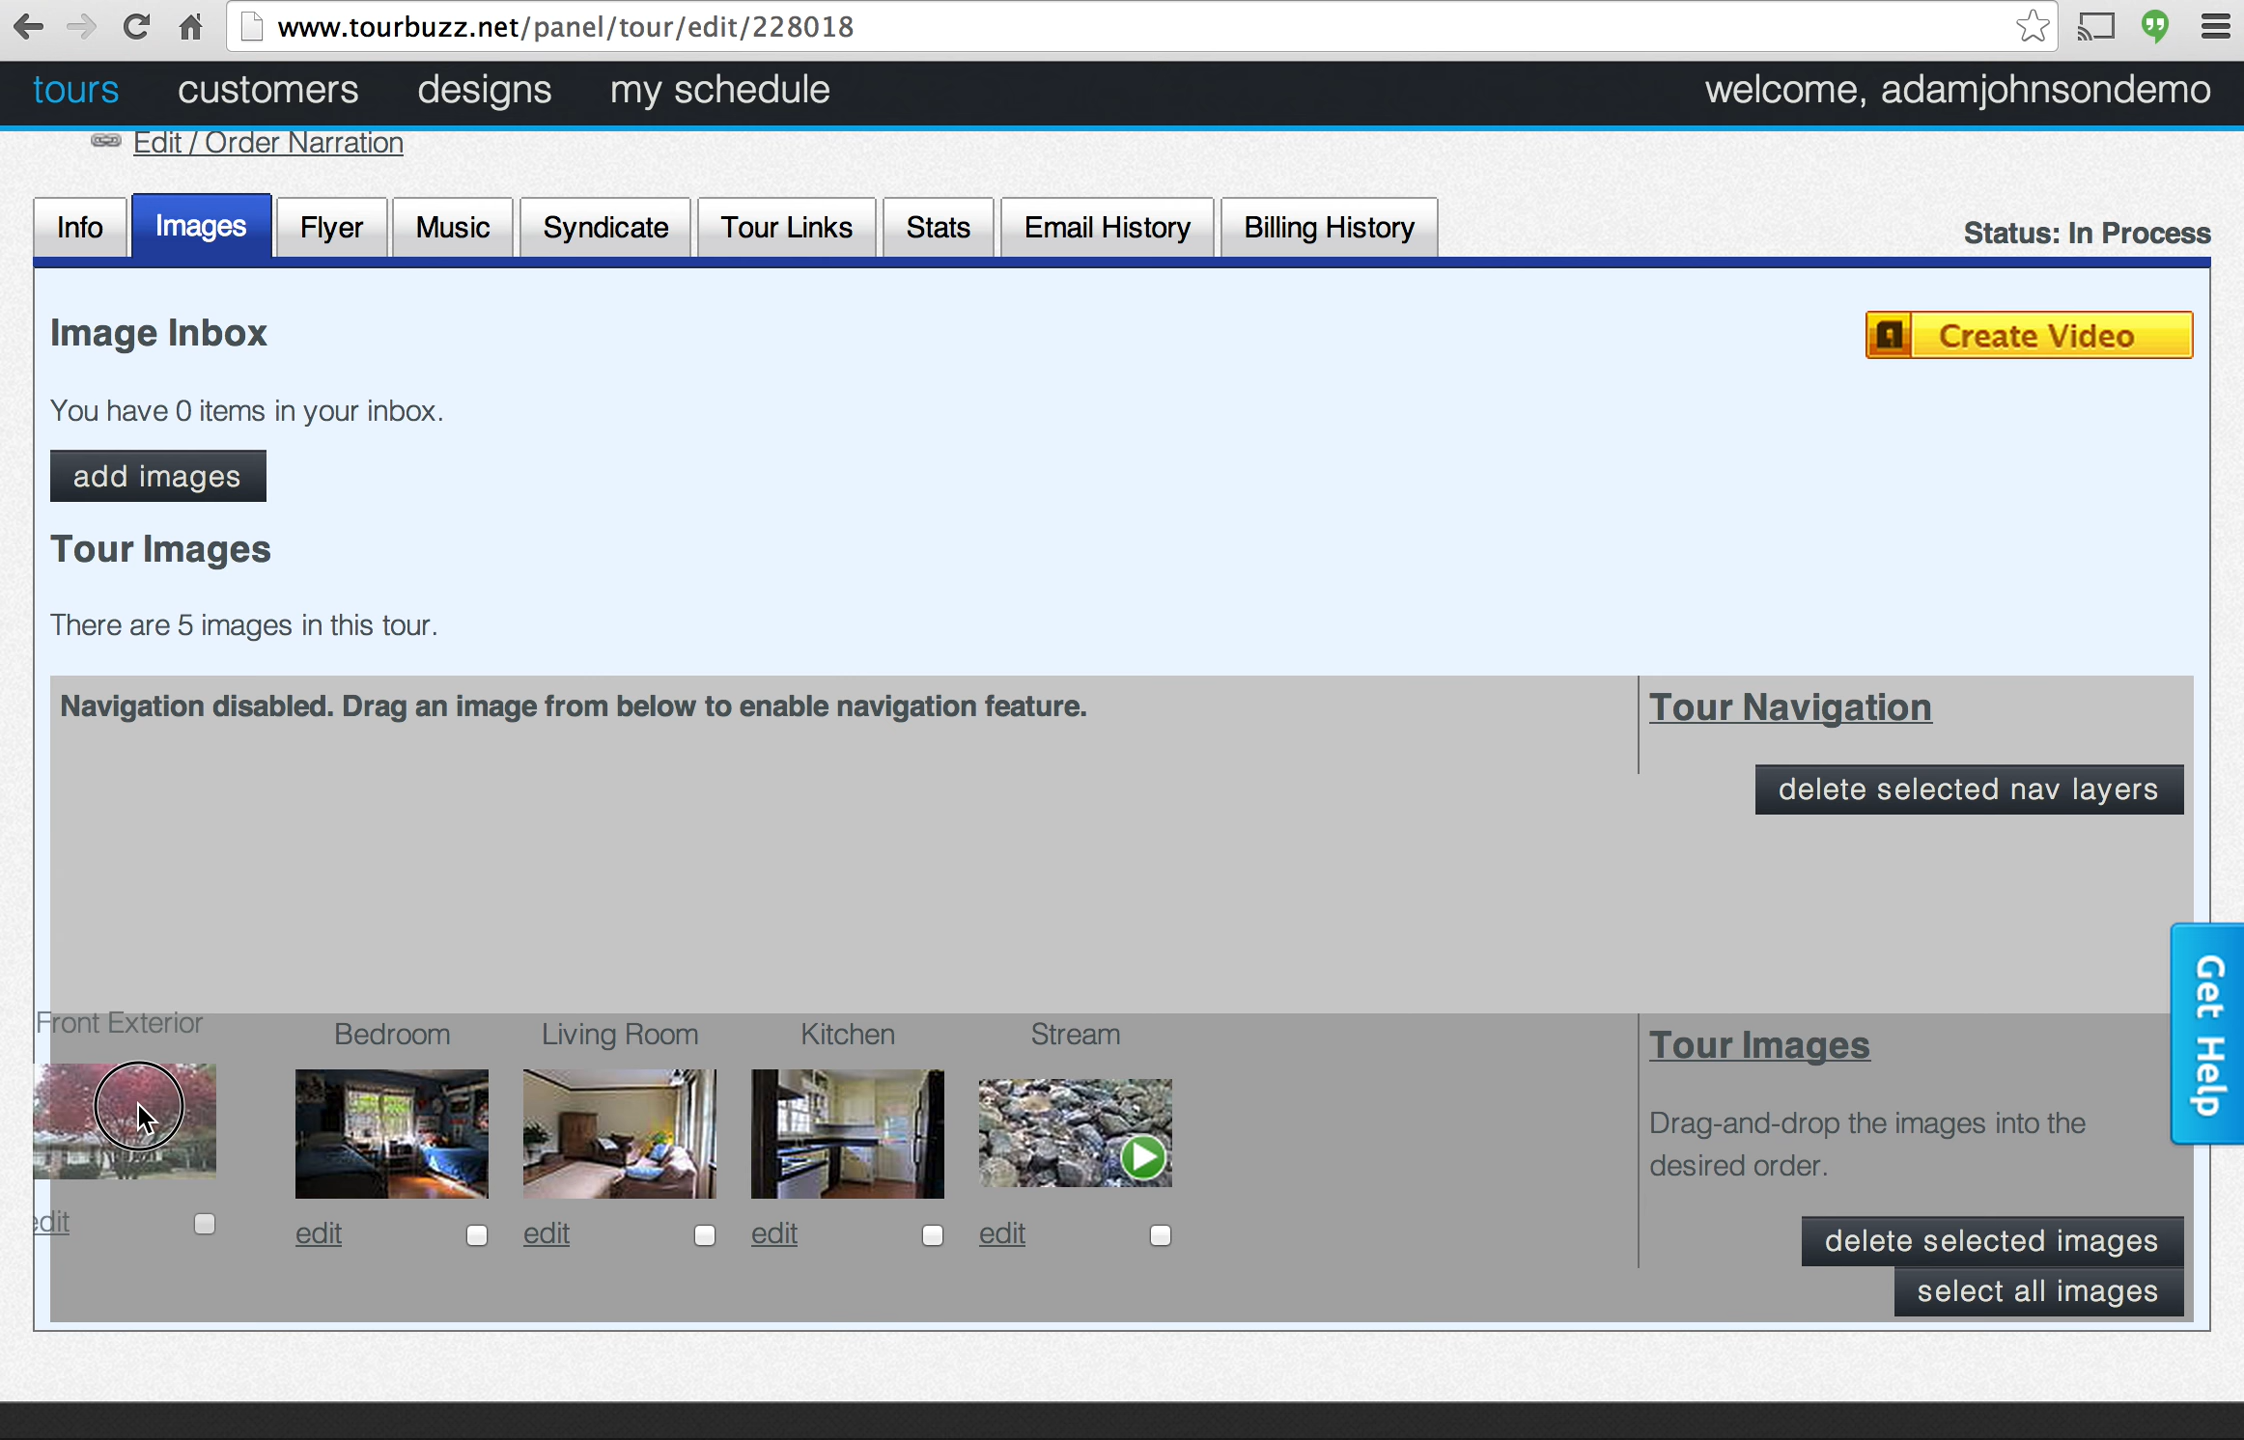 www.tourbuzz.net/panel/tour/edit/228018
tours customers designs my schedule welcome, adamjohnsondemo
Edit / Order Narration
Info Images Flyer Music Syndicate Tour Links Stats Email History Billing History Status: In Process
Image Inbox
Create Video
You have 0 items in your inbox.
add images
Tour Images
There are 5 images in this tour.
Navigation disabled. Drag an image from below to enable navigation feature.
Tour Navigation
delete selected nav layers
Get Help
Front Exterior Bedroom Living Room Kitchen Stream
Tour Images
Drag-and-drop the images into the
desired order.
edit edit edit edit edit
delete selected images
select all images